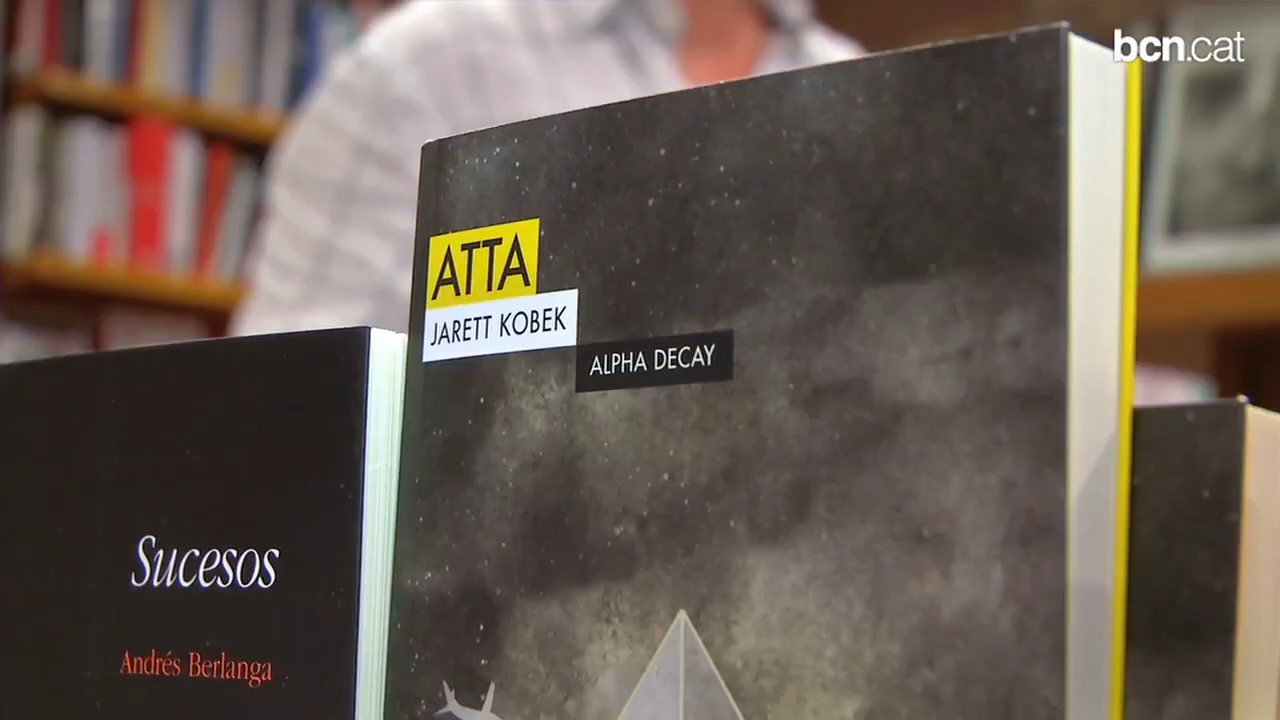 bcn.cat
ATTA
JARETT KOBEK
ALPHA DECAY
Sucesos
Andrés Berlanga